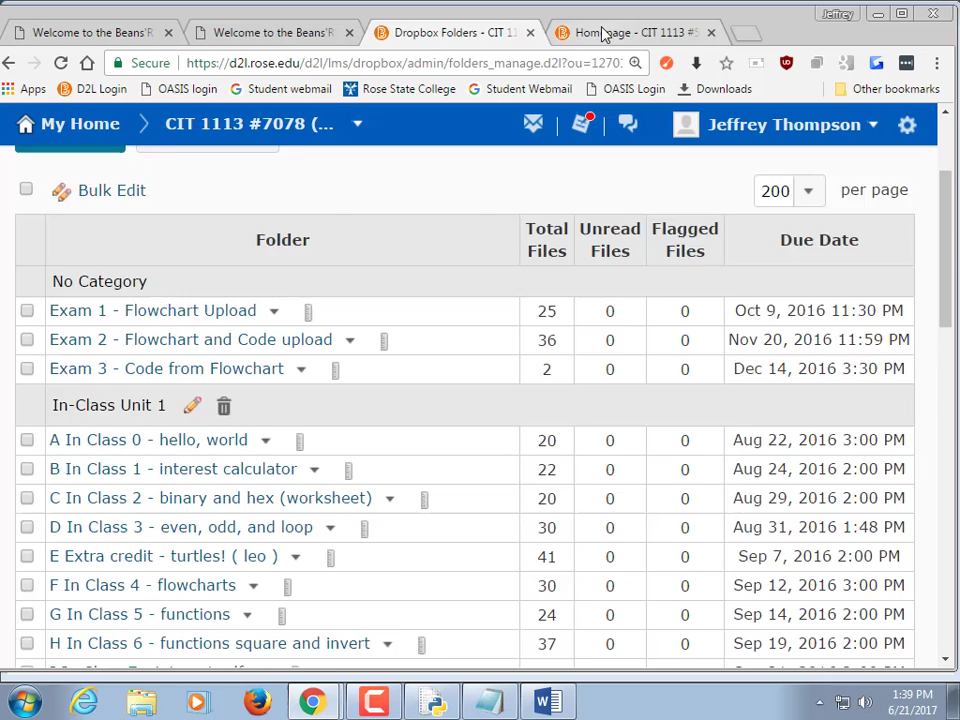 Jeffrey
Welcome to the Beans'R
Welcome to the Beans'R
Dropbox Folders - CIT 11
Homepage - CIT 1113 #5
Secure
https://d2l.rose.edu/d2l/lms/dropbox/admin/folders_manage.d2l?ou=1270
Apps
D2L Login
OASIS login
Student webmail
Rose State College
Student Webmail
OASIS Login
Downloads
Other bookmarks
My Home
CIT 1113 #7078 (...
Jeffrey Thompson
Bulk Edit
200
per page
Folder
Total Files
Unread Files
Flagged Files
Due Date
No Category
Exam 1 - Flowchart Upload 25 0 0 Oct 9, 2016 11:30 PM
Exam 2 - Flowchart and Code upload 36 0 0 Nov 20, 2016 11:59 PM
Exam 3 - Code from Flowchart 2 0 0 Dec 14, 2016 3:30 PM
In-Class Unit 1
A In Class 0 - hello, world 20 0 0 Aug 22, 2016 3:00 PM
B In Class 1 - interest calculator 22 0 0 Aug 24, 2016 2:00 PM
C In Class 2 - binary and hex (worksheet) 20 0 0 Aug 29, 2016 2:00 PM
D In Class 3 - even, odd, and loop 30 0 0 Aug 31, 2016 1:48 PM
E Extra credit - turtles! ( leo ) 41 0 0 Sep 7, 2016 2:00 PM
F In Class 4 - flowcharts 30 0 0 Sep 12, 2016 3:00 PM
G In Class 5 - functions 24 0 0 Sep 14, 2016 2:00 PM
H In Class 6 - functions square and invert 37 0 0 Sep 19, 2016 2:00 PM
1:39 PM
6/21/2017